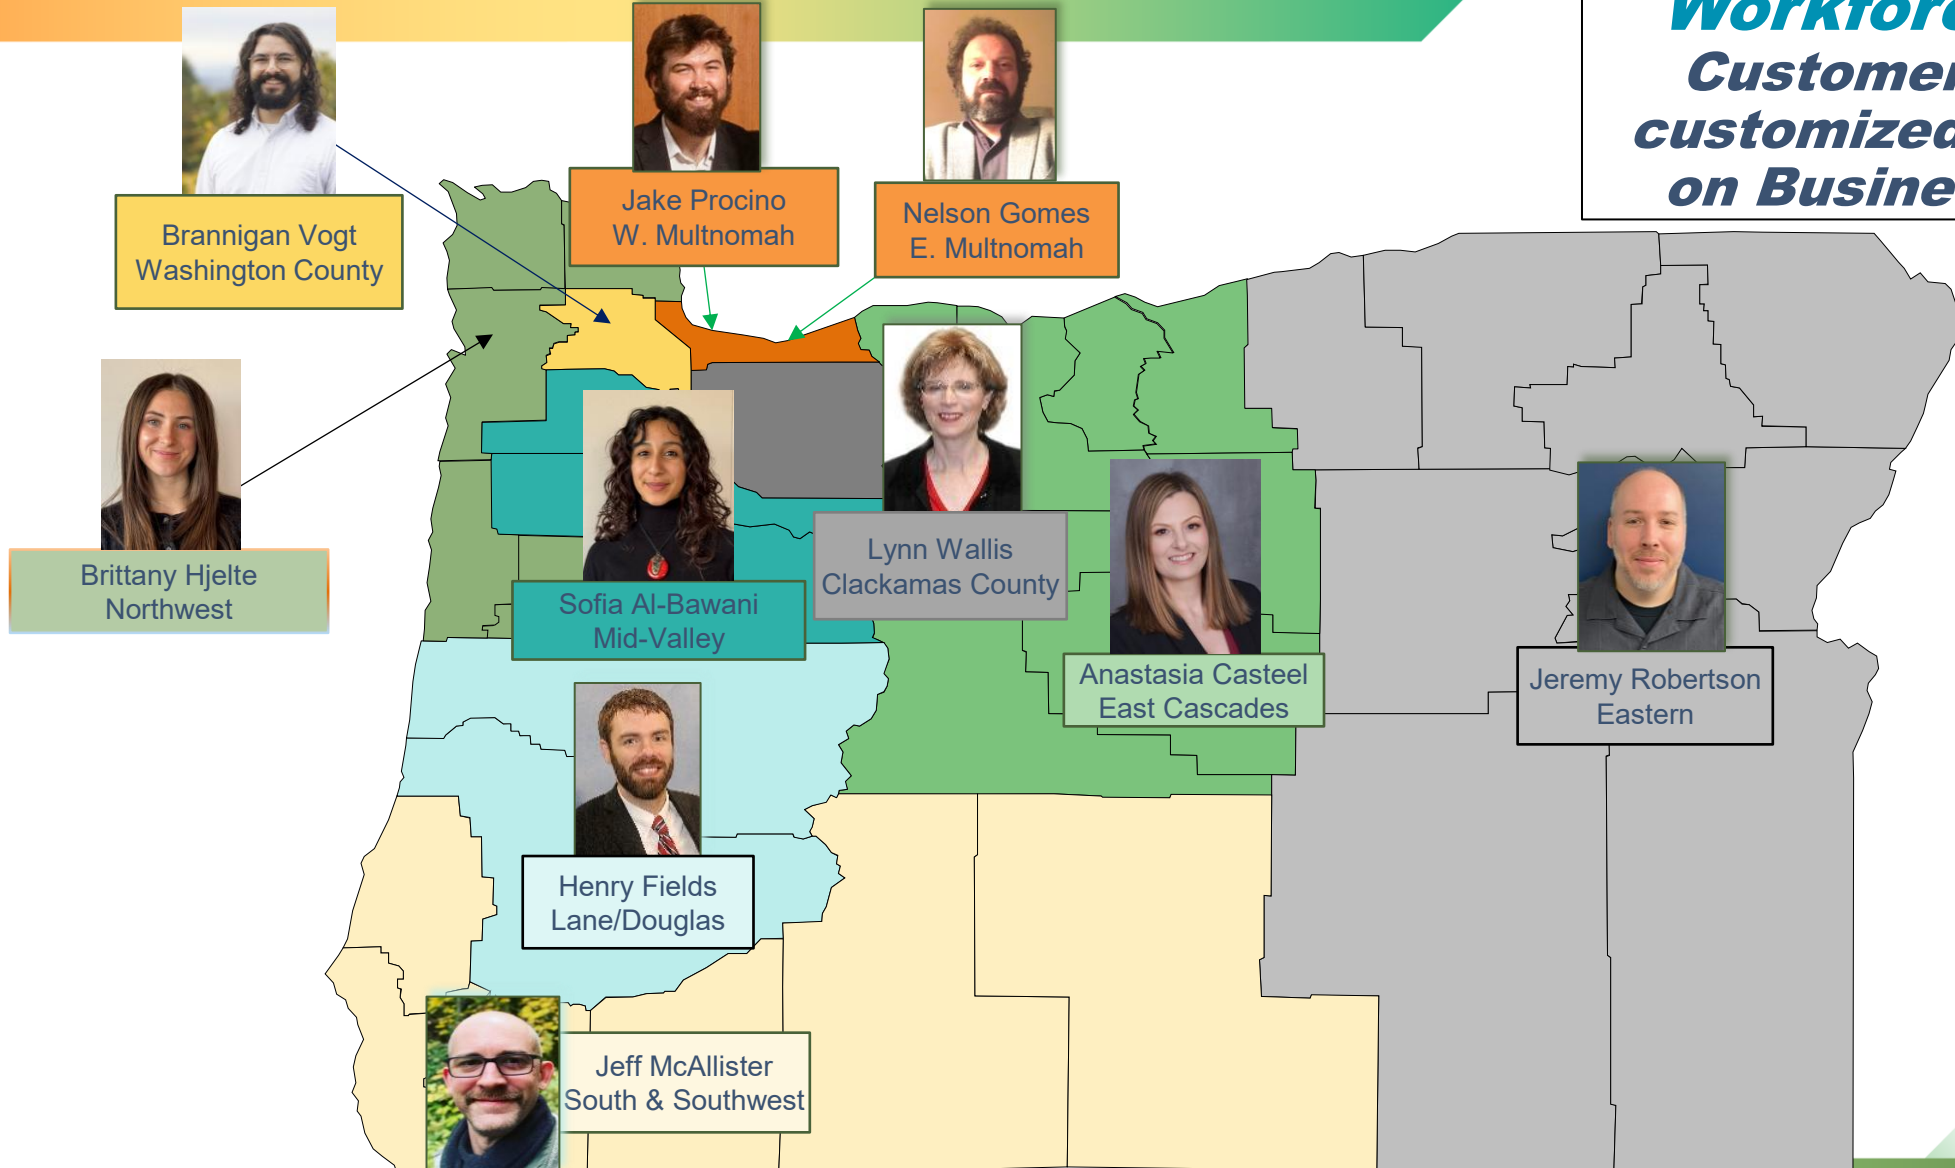 Customer
customized
on Busine
Jake Procino
W. Multnomah
Nelson Gomes
E. Multnomah
Brannigan Vogt
Washington County
Brittany Hjelte
Northwest
Lynn Wallis
Clackamas County
Sofia Al-Bawani
Mid-Valley
Anastasia Casteel
East Cascades
Jeremy Robertson
Eastern
Henry Fields
Lane/Douglas
Jeff McAllister
South & Southwest